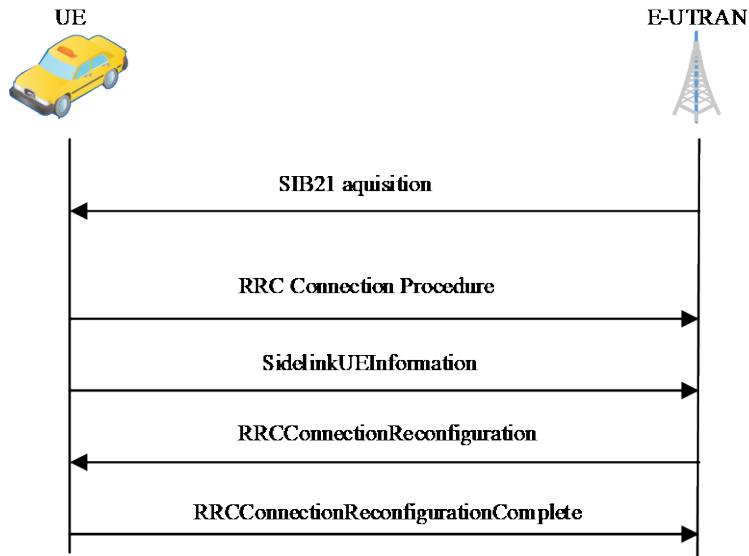 UE
E-UTRAN
SIB21 aquisition
RRC Connection Procedure
SidelinkUEInformation
RRCConnectionReconfiguration
RRCConnectionReconfigurationComplete